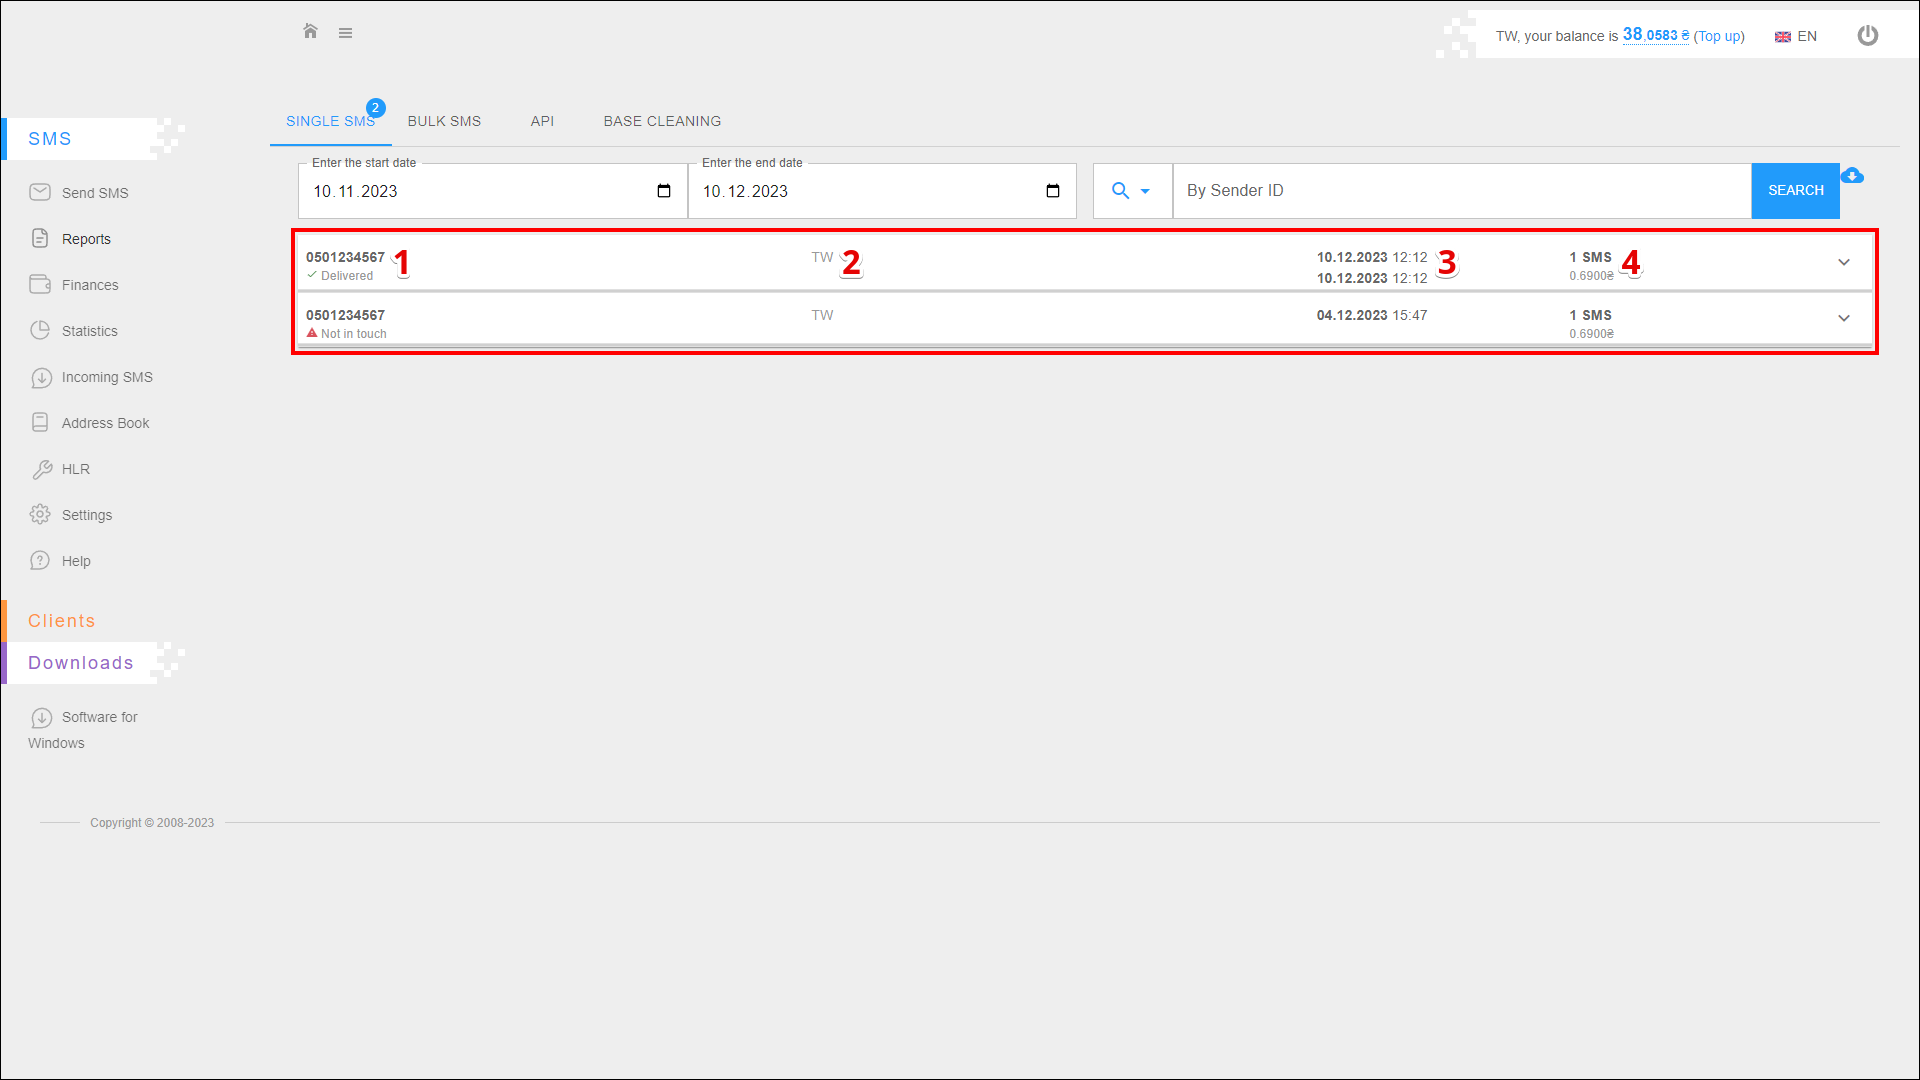 TW, your balance is 38,0583 ₴ (Top up) EN
SINGLE SMS 2 BULK SMS API BASE CLEANING
SMS
Enter the start date Enter the end date
10.11.2023 10.12.2023 By Sender ID SEARCH
Send SMS
Reports
Finances
Statistics
Incoming SMS
Address Book
HLR
Settings
Help
0501234567 1 TW 2 10.12.2023 12:12 3 1 SMS 4
Delivered 10.12.2023 12:12 0.6900₴
0501234567 TW 04.12.2023 15:47 1 SMS
Not in touch 0.6900₴
Clients
Downloads
Software for
Windows
Copyright © 2008-2023